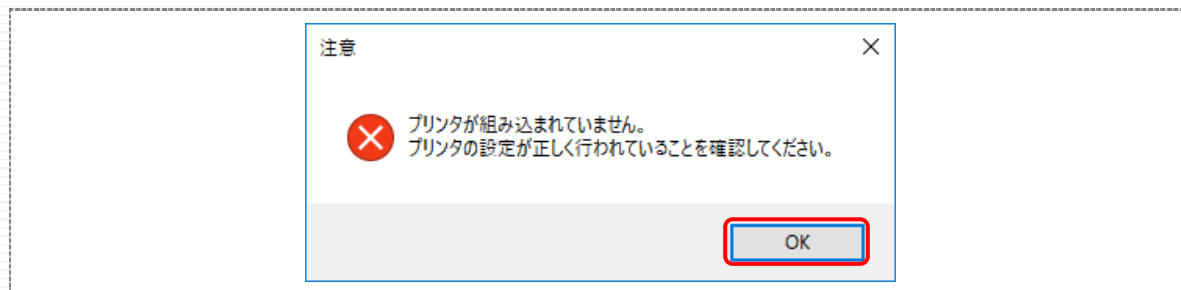 注意
プリンタが組み込まれていません。
プリンタの設定が正しく行われていることを確認してください。
OK